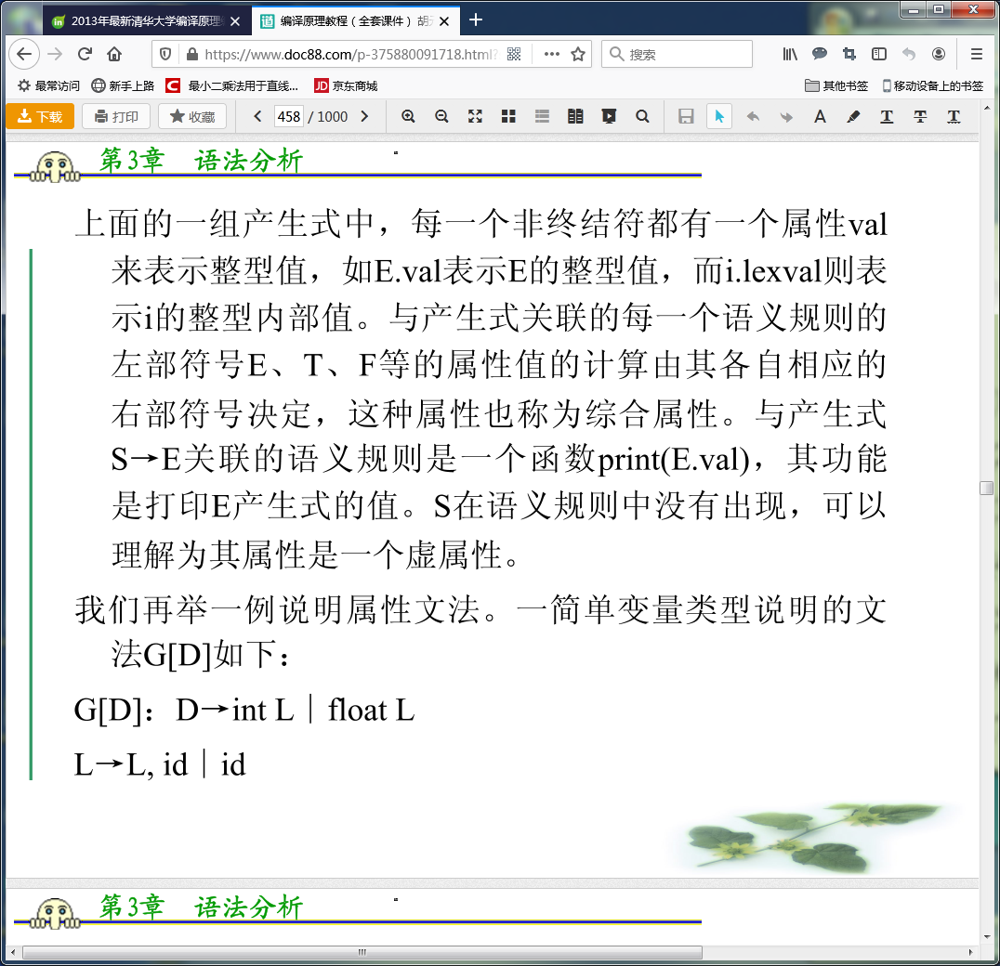 2013年最新清华大学编译原理
编译原理教程（全套课件） 胡
https://www.doc88.com/p-375880091718.html?
搜索
最常访问 新手上路 最小二乘法用于直线... 京东商城 其他书签 移动设备上的书签
下载 打印 收藏 458 / 1000
第3章 语法分析
上面的一组产生式中，每一个非终结符都有一个属性val
来表示整型值，如E.val表示E的整型值，而i.lexval则表
示i的整型内部值。与产生式关联的每一个语义规则的
左部符号E、T、F等的属性值的计算由其各自相应的
右部符号决定，这种属性也称为综合属性。与产生式
S→E关联的语义规则是一个函数print(E.val)，其功能
是打印E产生式的值。S在语义规则中没有出现，可以
理解为其属性是一个虚属性。
我们再举一例说明属性文法。一简单变量类型说明的文
法G[D]如下：
G[D]：D→int L｜float L
L→L, id｜id
第3章 语法分析